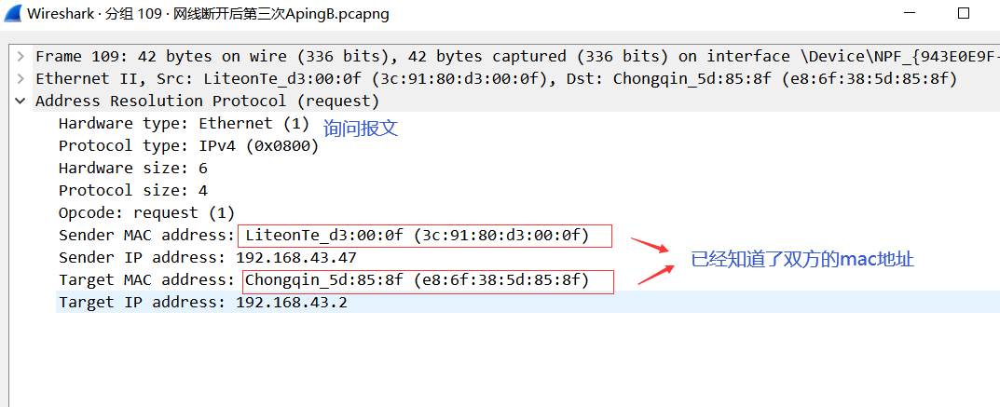 Wireshark · 分组 109 · 网线断开后第三次ApingB.pcapng
Frame 109: 42 bytes on wire (336 bits), 42 bytes captured (336 bits) on interface \Device\NPF_{943E0E9F-
Ethernet II, Src: LiteonTe_d3:00:0f (3c:91:80:d3:00:0f), Dst: Chongqin_5d:85:8f (e8:6f:38:5d:85:8f)
Address Resolution Protocol (request)
Hardware type: Ethernet (1) 询问报文
Protocol type: IPv4 (0x0800)
Hardware size: 6
Protocol size: 4
Opcode: request (1)
Sender MAC address: LiteonTe_d3:00:0f (3c:91:80:d3:00:0f)
Sender IP address: 192.168.43.47
已经知道了双方的mac地址
Target MAC address: Chongqin_5d:85:8f (e8:6f:38:5d:85:8f)
Target IP address: 192.168.43.2